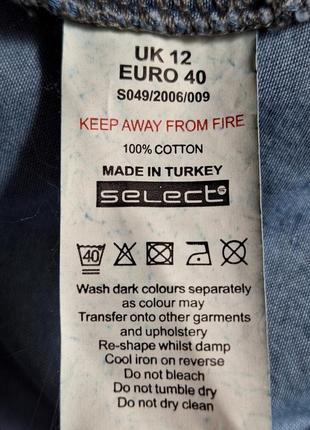 UK 12
EURO 40
S049/2006/009
KEEP AWAY FROM FIRE
100% COTTON
MADE IN TURKEY
select
40
Wash dark colours separately
as colour may
Transfer onto other garments
and upholstery
Re-shape whilst damp
Cool iron on reverse
Do not bleach
Do not tumble dry
Do not dry clean